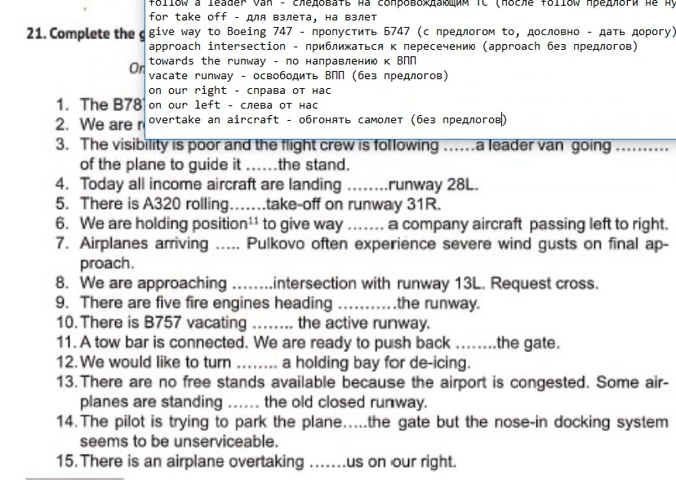 follow a leader van - следовать на сопровождающим ТС (после follow предлоги не ну
for take off - для взлета, на взлет
21. Complete the g
give way to Boeing 747 - пропустить Б747 (с предлогом to, дословно - дать дорогу)
approach intersection - приближаться к пересечению (approach без предлогов)
towards the runway - по направлению к ВПП
vacate runway - освободить ВПП (без предлогов)
on our right - справа от нас
on our left - слева от нас
overtake an aircraft - обгонять самолет (без предлогов)
1. The B78
2. We are r
3. The visibility is poor and the flight crew is following ......a leader van going ..........
of the plane to guide it ......the stand.
4. Today all income aircraft are landing ........runway 28L.
5. There is A320 rolling.......take-off on runway 31R.
6. We are holding position¹¹ to give way ....... a company aircraft passing left to right.
7. Airplanes arriving ..... Pulkovo often experience severe wind gusts on final ap-
proach.
8. We are approaching ........intersection with runway 13L. Request cross.
9. There are five fire engines heading ...........the runway.
10. There is B757 vacating ........ the active runway.
11. A tow bar is connected. We are ready to push back ........the gate.
12. We would like to turn ........ a holding bay for de-icing.
13. There are no free stands available because the airport is congested. Some air-
planes are standing ...... the old closed runway.
14. The pilot is trying to park the plane.....the gate but the nose-in docking system
seems to be unserviceable.
15. There is an airplane overtaking .......us on our right.